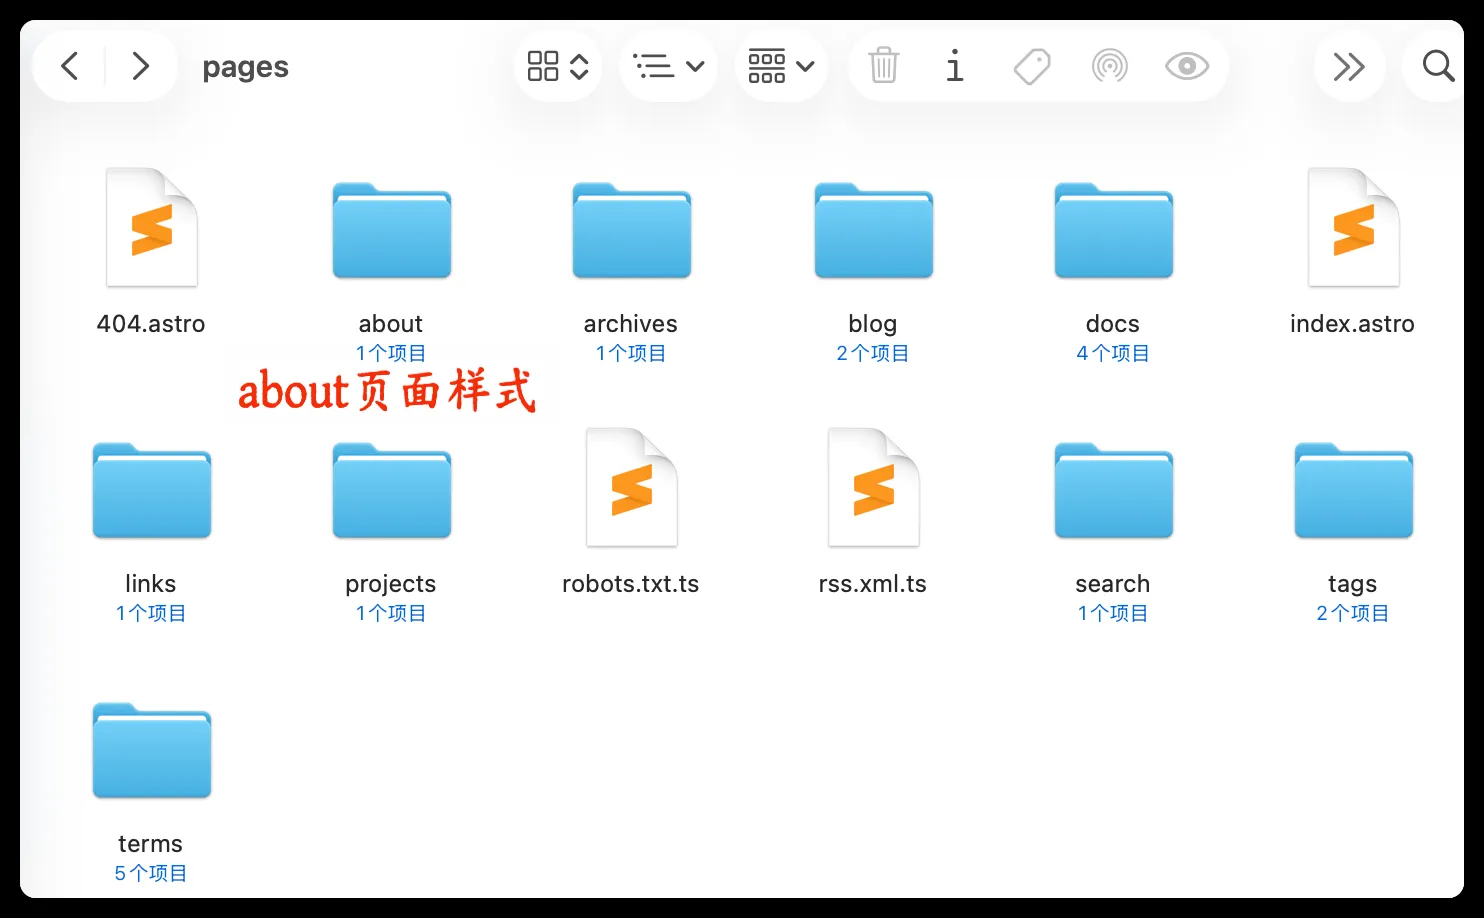 pages
404.astro
about
1个项目
archives
1个项目
blog
2个项目
docs
4个项目
index.astro
about页面样式
links
1个项目
projects
1个项目
robots.txt.ts
rss.xml.ts
search
1个项目
tags
2个项目
terms
5个项目